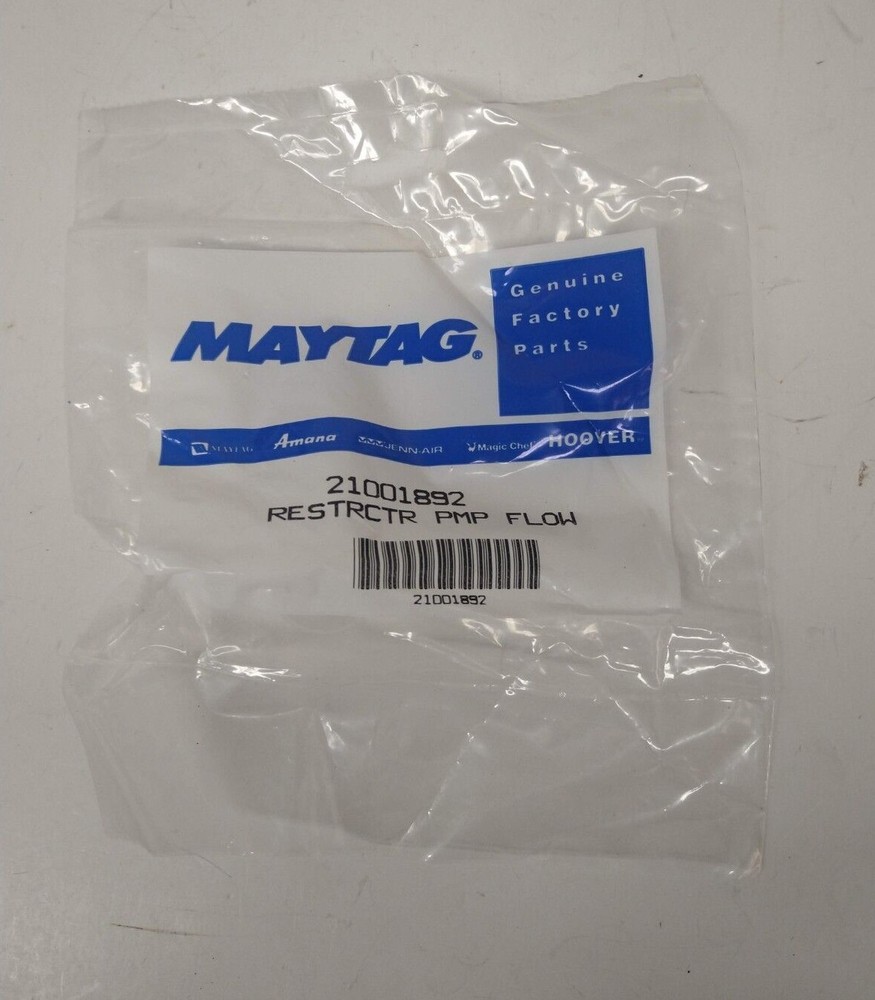 Genuine
Factory
Parts
MAYTAG®
MAYTAG Amana JENN-AIR Magic Chef® HOOVER
21001892
RESTRCTR PMP FLOW
21001892